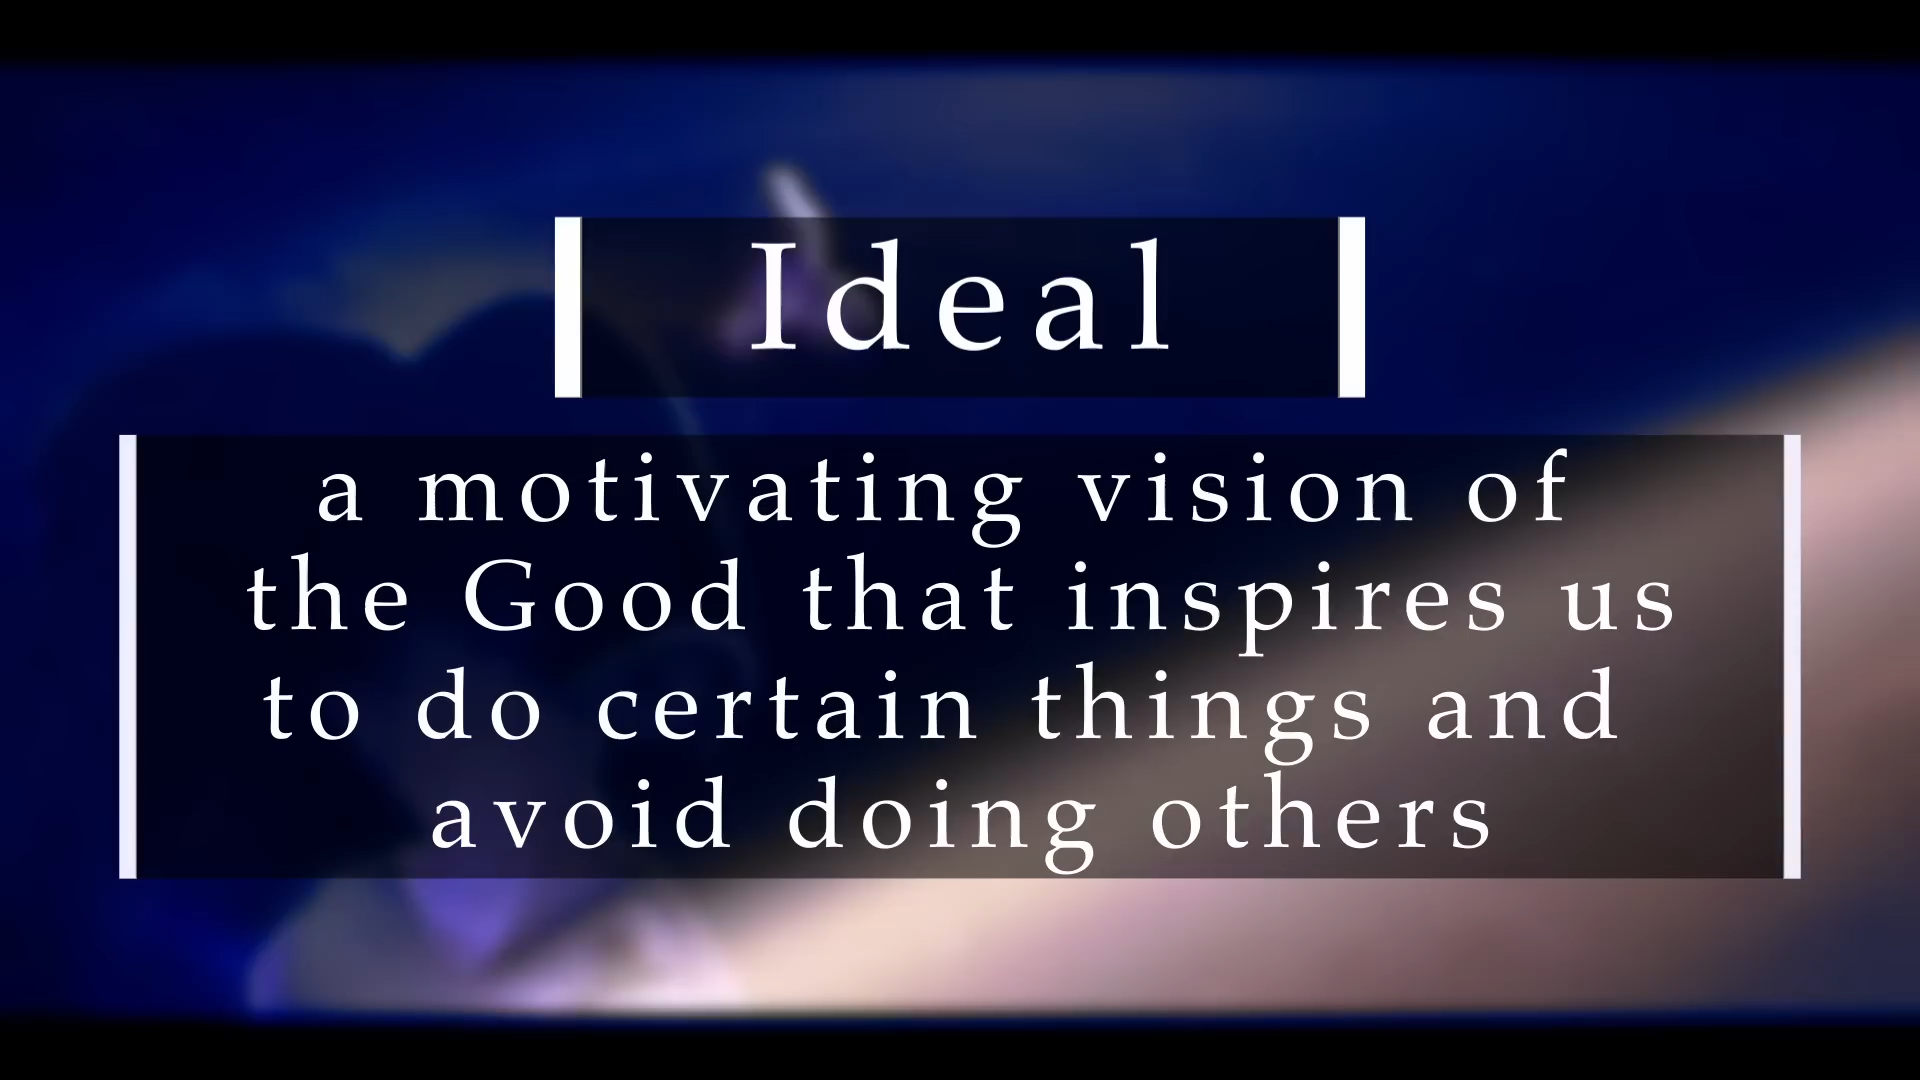 Ideal
a motivating vision of
the Good that inspires us
to do certain things and
avoid doing others